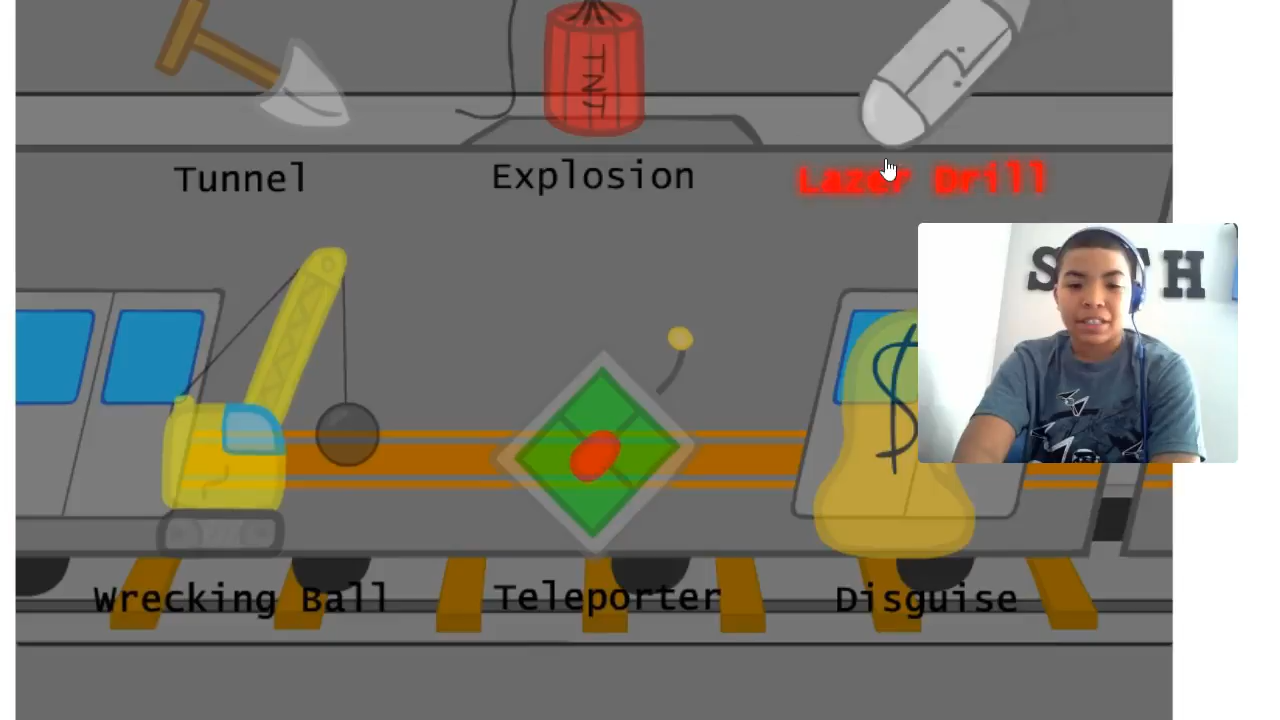 TNT
Tunnel
Explosion
Lazer Drill
$
Wrecking Ball
Teleporter
Disguise